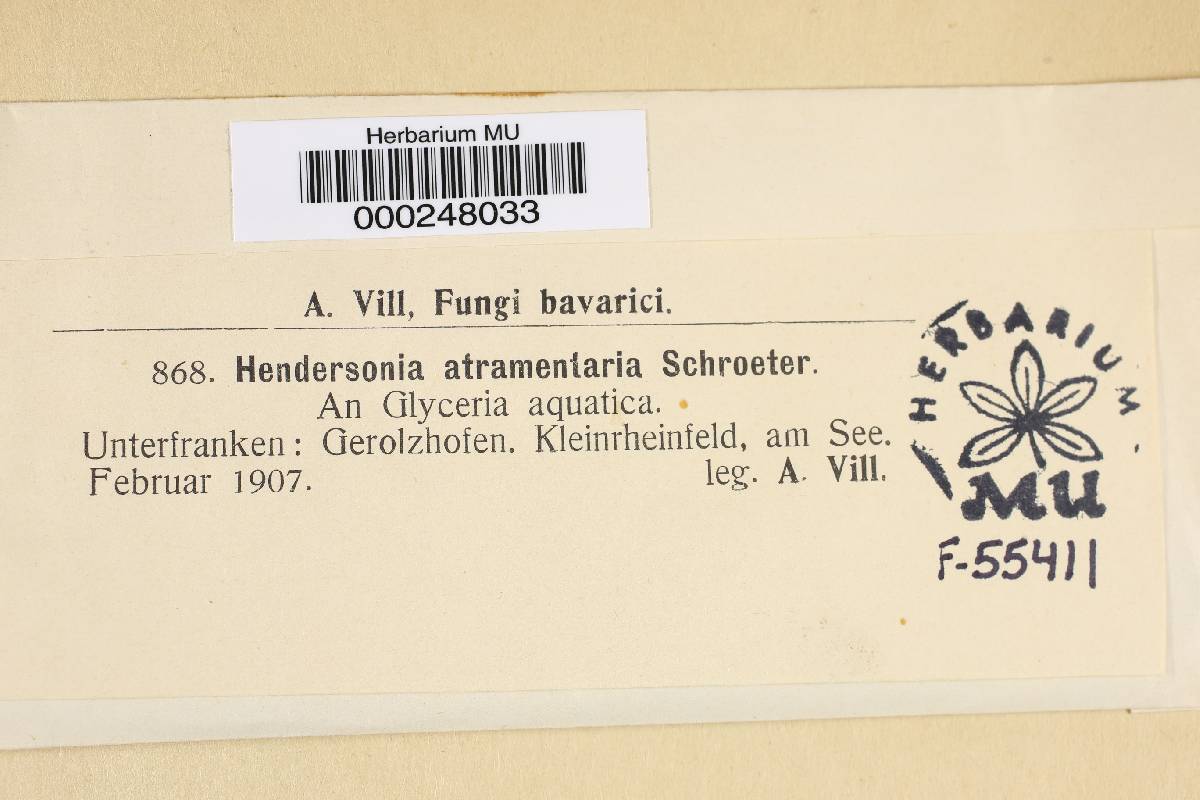 Herbarium MU
000248033
A. Vill, Fungi bavarici.
868. Hendersonia atramentaria Schroeter.
An Glyceria aquatica.
Unterfranken: Gerolzhofen. Kleinrheinfeld, am See.
Februar 1907. leg. A. Vill.
HERBARIUM
MU
F-55411